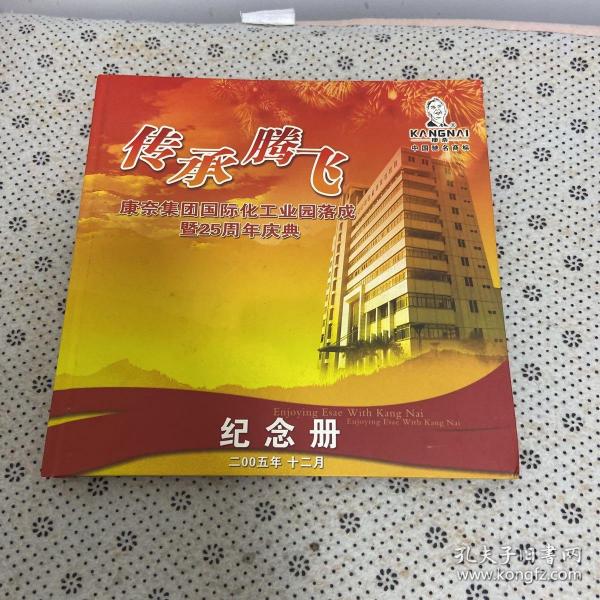 KANGNAI
康奈
中国驰名商标
传承腾飞
康奈集团国际化工业园落成
暨25周年庆典
Enjoying Esae With Kang Nai
Enjoying Esae With Kang Nai
纪念册
二00五年 十二月
孔夫子旧书网
www.kongfz.com